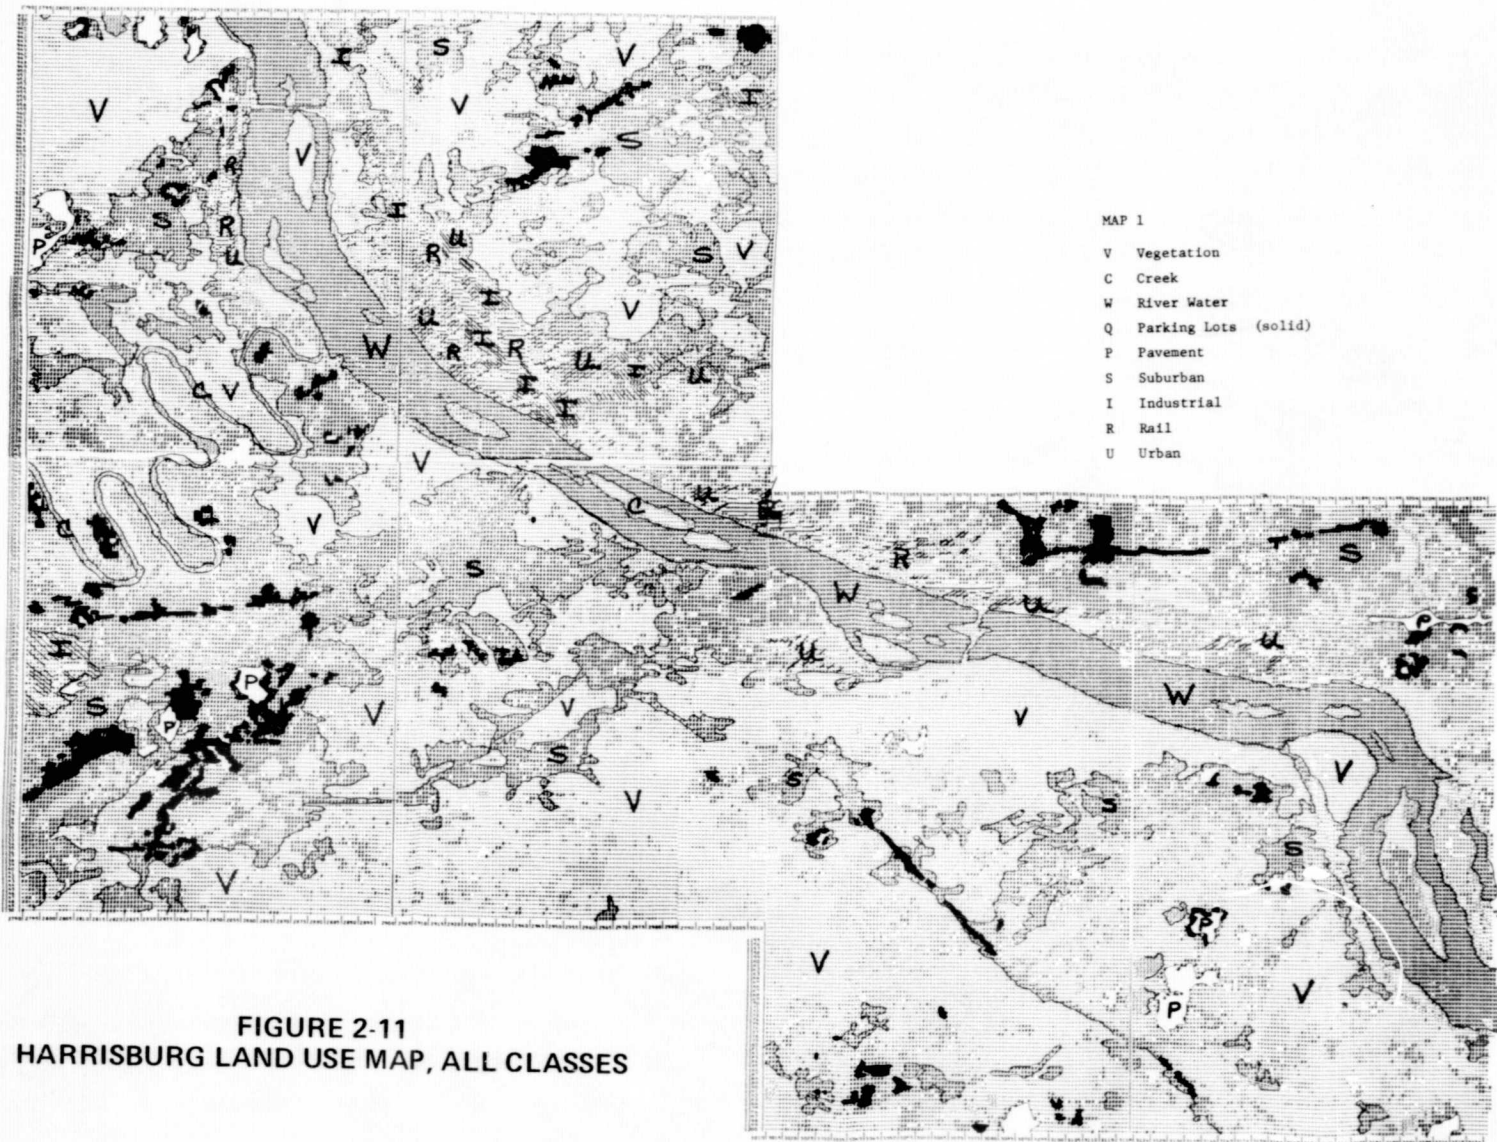 MAP 1
V Vegetation
C Creek
W River Water
Q Parking Lots (solid)
P Pavement
S Suburban
I Industrial
R Rail
U Urban
I S V
V V I
V S
R
S R I U R S V
P U
I V
U I
W R R U I U
C V I I
V
C U
V
C S R S
W U S
I U U P
P
S P V V V W
S V
V S S
V S
P
V V
P
FIGURE 2-11
HARRISBURG LAND USE MAP, ALL CLASSES